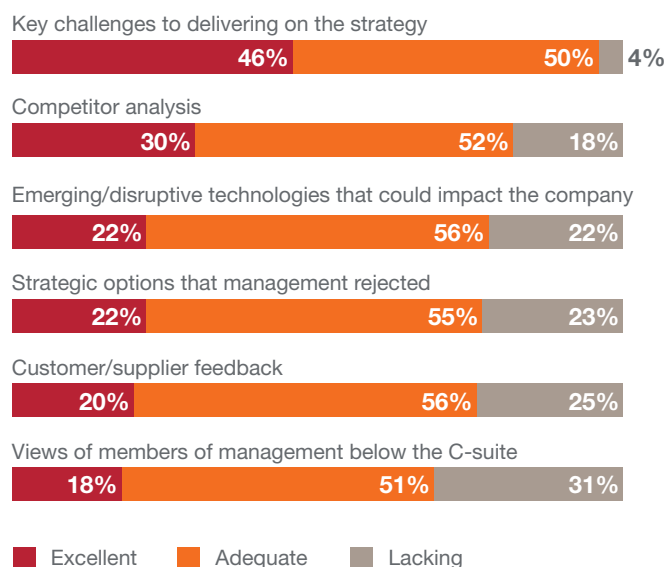 Key challenges to delivering on the strategy
46% 50% 4%
Competitor analysis
30% 52% 18%
Emerging/disruptive technologies that could impact the company
22% 56% 22%
Strategic options that management rejected
22% 55% 23%
Customer/supplier feedback
20% 56% 25%
Views of members of management below the C-suite
18% 51% 31%
Excellent Adequate Lacking